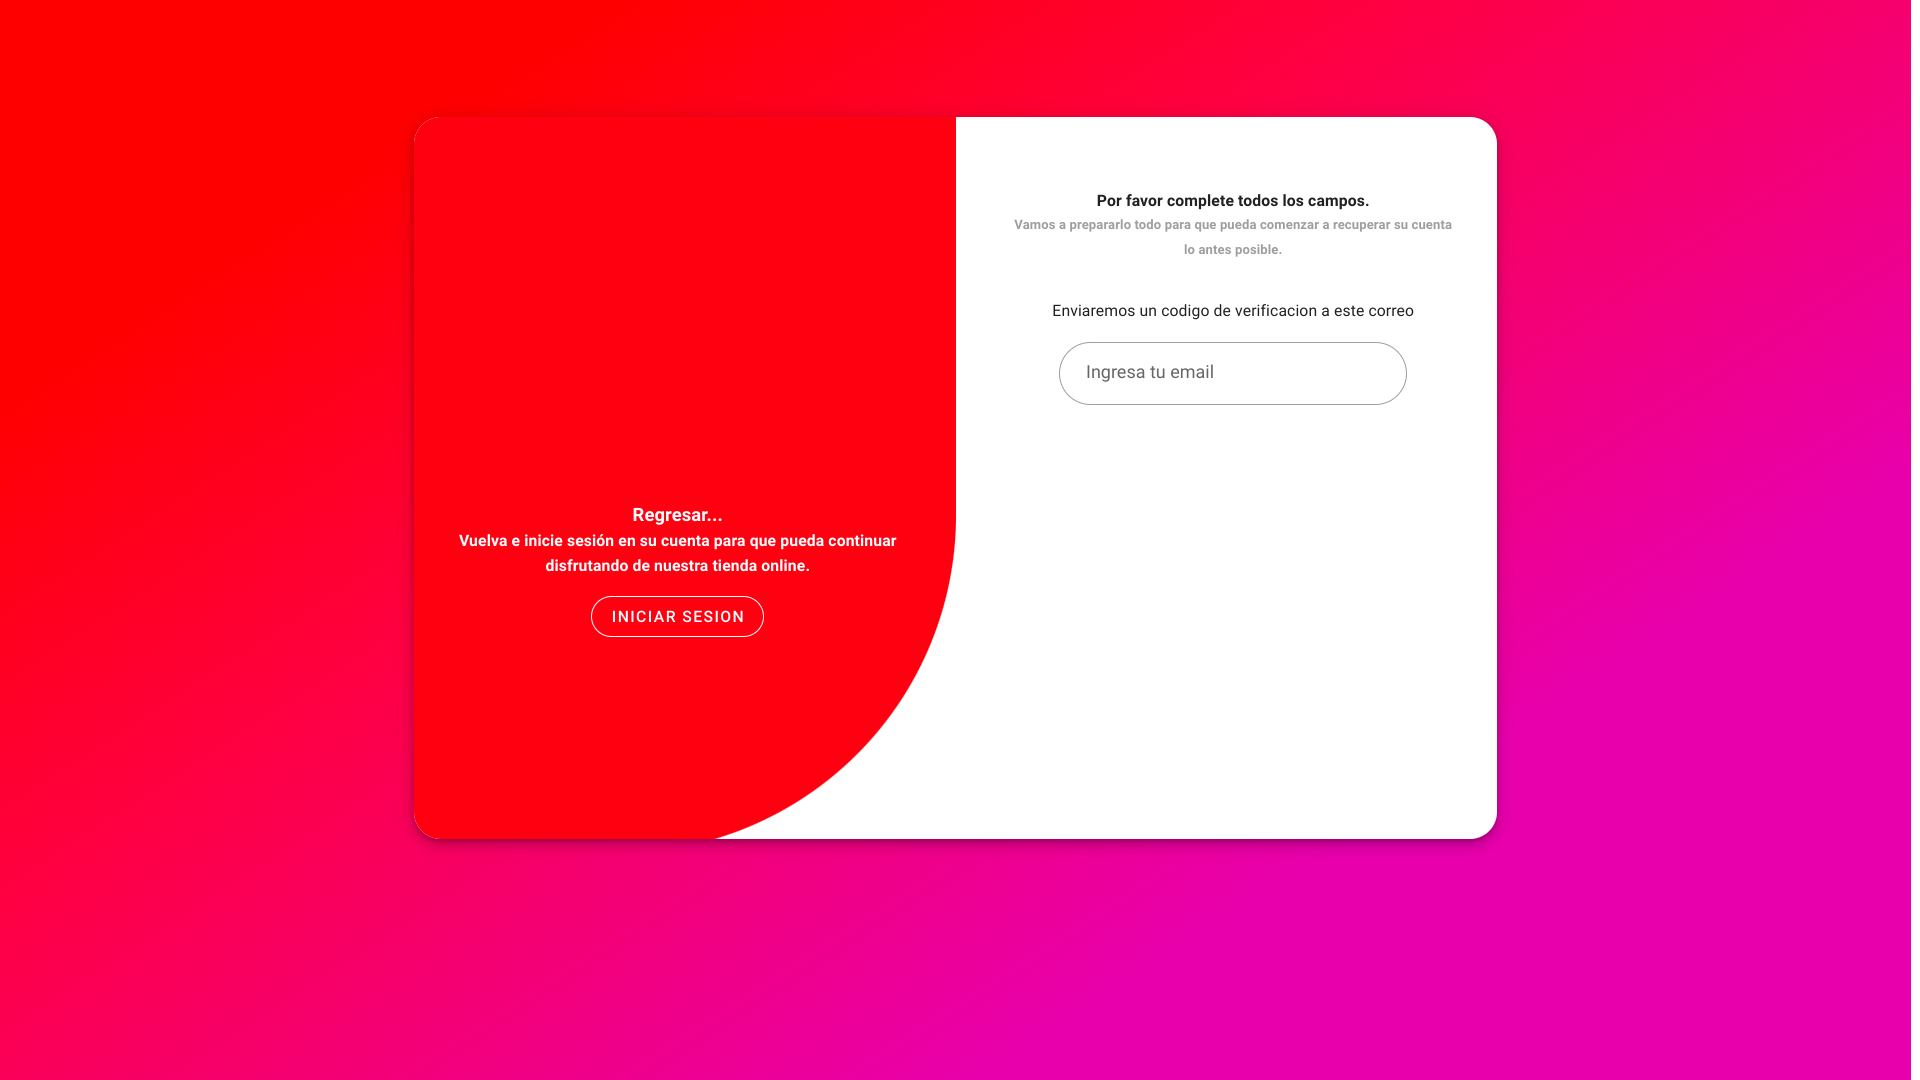 Por favor complete todos los campos.
Vamos a prepararlo todo para que pueda comenzar a recuperar su cuenta
lo antes posible.
Enviaremos un codigo de verificacion a este correo
Ingresa tu email
Regresar...
Vuelva e inicie sesión en su cuenta para que pueda continuar
disfrutando de nuestra tienda online.
INICIAR SESION